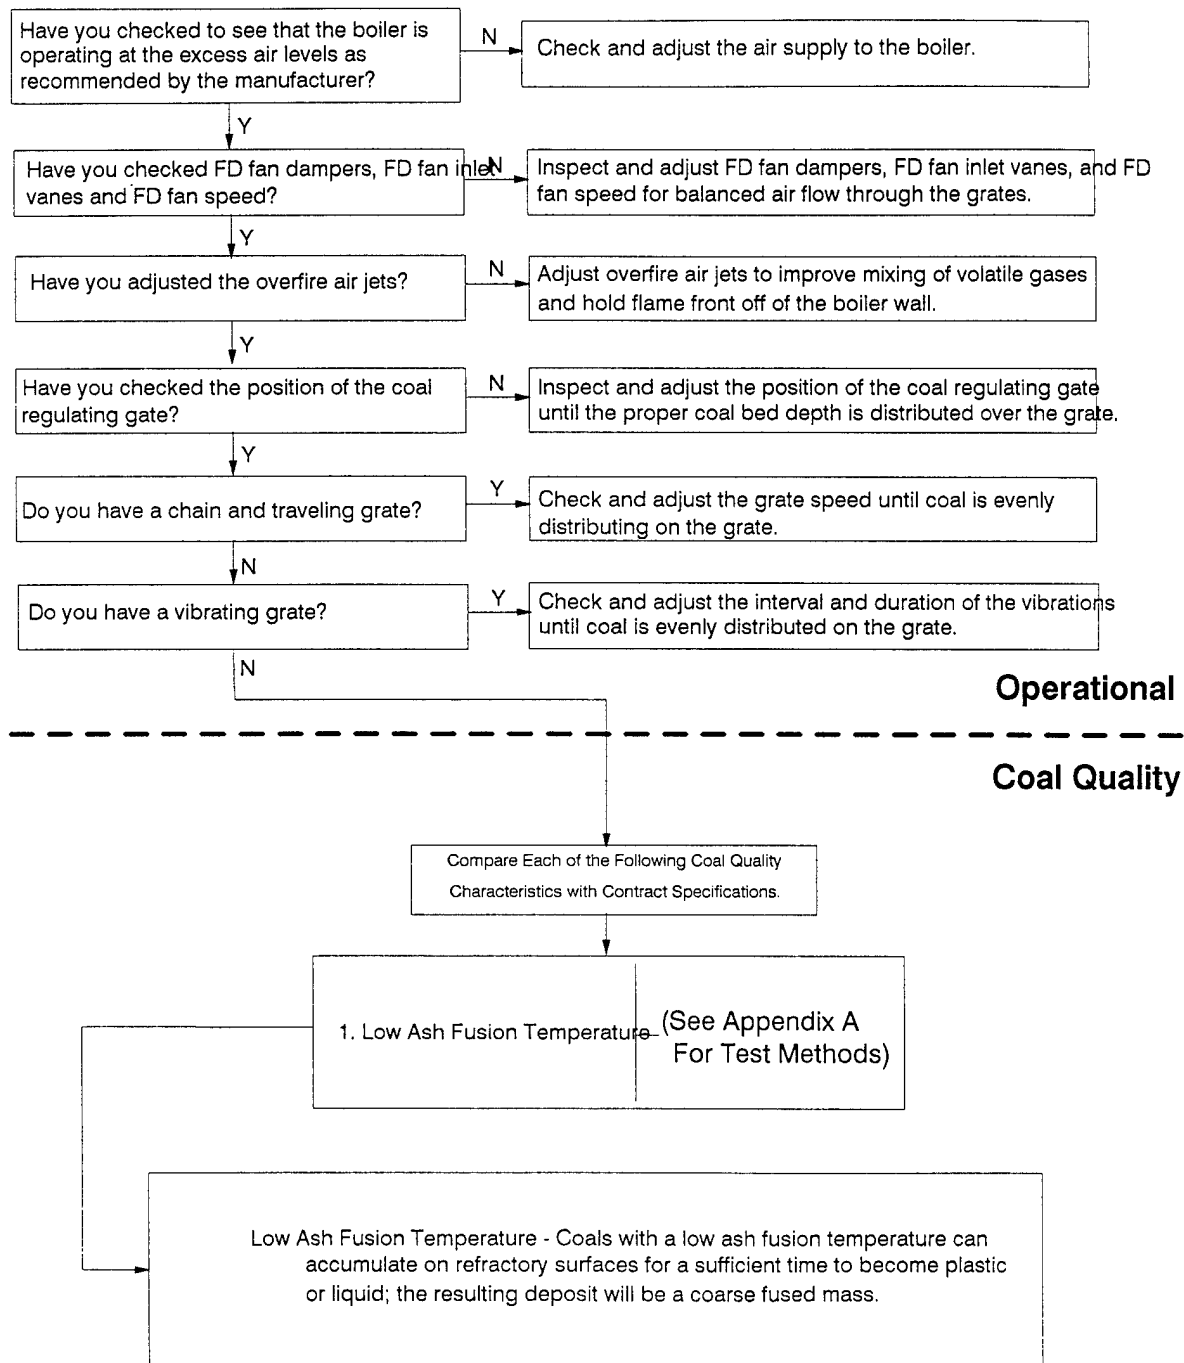 Have you checked to see that the boiler is
operating at the excess air levels as
recommended by the manufacturer?
N
Check and adjust the air supply to the boiler.
Y
Have you checked FD fan dampers, FD fan inlet
vanes and FD fan speed?
N
Inspect and adjust FD fan dampers, FD fan inlet vanes, and FD
fan speed for balanced air flow through the grates.
Y
Have you adjusted the overfire air jets?
N
Adjust overfire air jets to improve mixing of volatile gases
and hold flame front off of the boiler wall.
Y
Have you checked the position of the coal
regulating gate?
N
Inspect and adjust the position of the coal regulating gate
until the proper coal bed depth is distributed over the grate.
Y
Do you have a chain and traveling grate?
Y
Check and adjust the grate speed until coal is evenly
distributing on the grate.
N
Do you have a vibrating grate?
Y
Check and adjust the interval and duration of the vibrations
until coal is evenly distributed on the grate.
N
Operational
Coal Quality
Compare Each of the Following Coal Quality
Characteristics with Contract Specifications.
1. Low Ash Fusion Temperature
(See Appendix A
For Test Methods)
Low Ash Fusion Temperature - Coals with a low ash fusion temperature can
accumulate on refractory surfaces for a sufficient time to become plastic
or liquid; the resulting deposit will be a coarse fused mass.